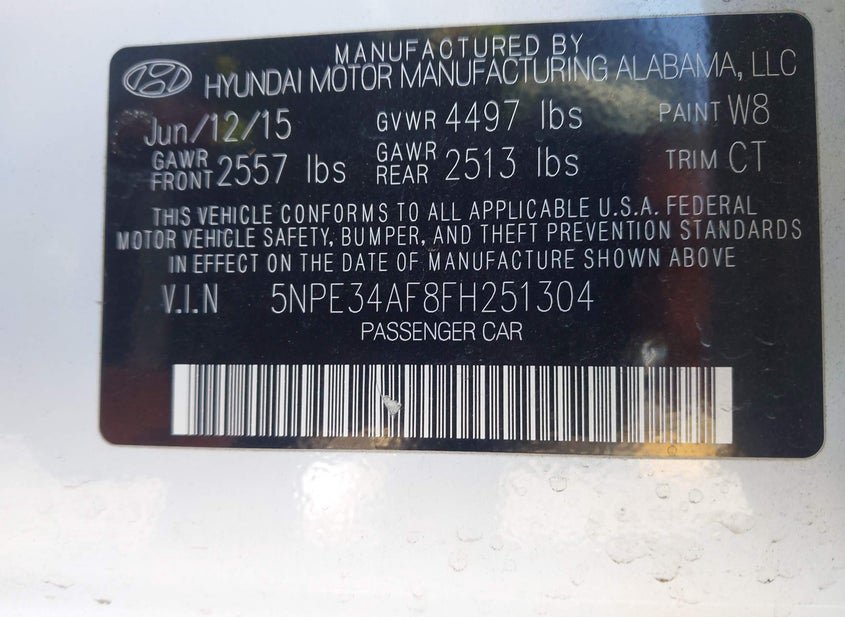 MANUFACTURED BY
HYUNDAI MOTOR MANUFACTURING ALABAMA, LLC
Jun/12/15 GVWR 4497 lbs PAINT W8
GAWR FRONT 2557 lbs GAWR REAR 2513 lbs TRIM CT
THIS VEHICLE CONFORMS TO ALL APPLICABLE U.S.A. FEDERAL
MOTOR VEHICLE SAFETY, BUMPER, AND THEFT PREVENTION STANDARDS
IN EFFECT ON THE DATE OF MANUFACTURE SHOWN ABOVE
V.I.N 5NPE34AF8FH251304
PASSENGER CAR